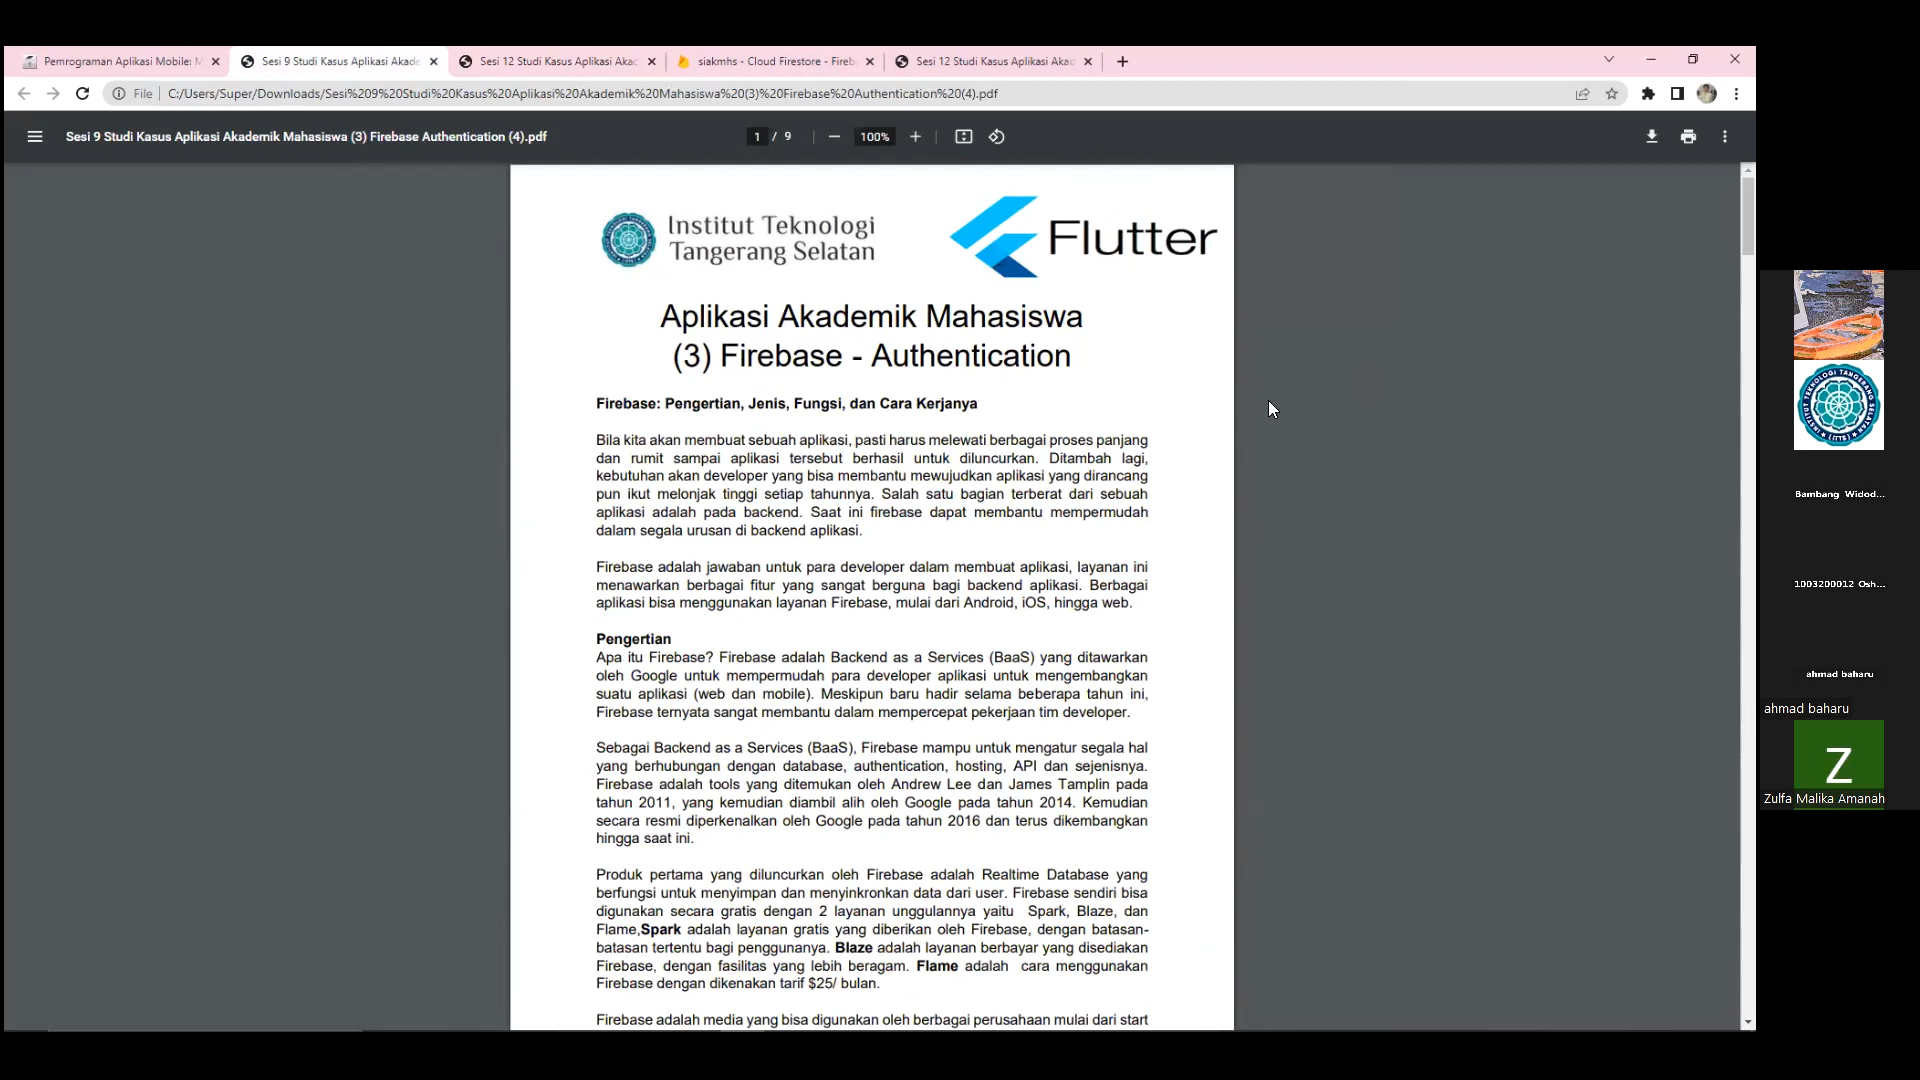 Pemrograman Aplikasi Mobile: M
Sesi 9 Studi Kasus Aplikasi Akade
Sesi 12 Studi Kasus Aplikasi Akad
siakmhs - Cloud Firestore - Fireb
Sesi 12 Studi Kasus Aplikasi Akad
File
C:/Users/Super/Downloads/Sesi%209%20Studi%20Kasus%20Aplikasi%20Akademik%20Mahasiswa%20(3)%20Firebase%20Authentication%20(4).pdf
Sesi 9 Studi Kasus Aplikasi Akademik Mahasiswa (3) Firebase Authentication (4).pdf
1 / 9
100%
Institut Teknologi
Tangerang Selatan
Flutter
Aplikasi Akademik Mahasiswa
(3) Firebase - Authentication
Firebase: Pengertian, Jenis, Fungsi, dan Cara Kerjanya
Bila kita akan membuat sebuah aplikasi, pasti harus melewati berbagai proses panjang
dan rumit sampai aplikasi tersebut berhasil untuk diluncurkan. Ditambah lagi,
kebutuhan akan developer yang bisa membantu mewujudkan aplikasi yang dirancang
pun ikut melonjak tinggi setiap tahunnya. Salah satu bagian terberat dari sebuah
aplikasi adalah pada backend. Saat ini firebase dapat membantu mempermudah
dalam segala urusan di backend aplikasi.
Firebase adalah jawaban untuk para developer dalam membuat aplikasi, layanan ini
menawarkan berbagai fitur yang sangat berguna bagi backend aplikasi. Berbagai
aplikasi bisa menggunakan layanan Firebase, mulai dari Android, iOS, hingga web.
Pengertian
Apa itu Firebase? Firebase adalah Backend as a Services (BaaS) yang ditawarkan
oleh Google untuk mempermudah para developer aplikasi untuk mengembangkan
suatu aplikasi (web dan mobile). Meskipun baru hadir selama beberapa tahun ini,
Firebase ternyata sangat membantu dalam mempercepat pekerjaan tim developer.
Sebagai Backend as a Services (BaaS), Firebase mampu untuk mengatur segala hal
yang berhubungan dengan database, authentication, hosting, API dan sejenisnya.
Firebase adalah tools yang ditemukan oleh Andrew Lee dan James Tamplin pada
tahun 2011, yang kemudian diambil alih oleh Google pada tahun 2014. Kemudian
secara resmi diperkenalkan oleh Google pada tahun 2016 dan terus dikembangkan
hingga saat ini.
Produk pertama yang diluncurkan oleh Firebase adalah Realtime Database yang
berfungsi untuk menyimpan dan menyinkronkan data dari user. Firebase sendiri bisa
digunakan secara gratis dengan 2 layanan unggulannya yaitu Spark, Blaze, dan
Flame,Spark adalah layanan gratis yang diberikan oleh Firebase, dengan batasan-
batasan tertentu bagi penggunanya. Blaze adalah layanan berbayar yang disediakan
Firebase, dengan fasilitas yang lebih beragam. Flame adalah cara menggunakan
Firebase dengan dikenakan tarif $25/ bulan.
Firebase adalah media yang bisa digunakan oleh berbagai perusahaan mulai dari start
INSTITUT TEKNOLOGI TANGERANG SELATAN
(ITTS)
Bambang Widod...
1003200012 Osh...
ahmad baharu
ahmad baharu
Z
Zulfa Malika Amanah